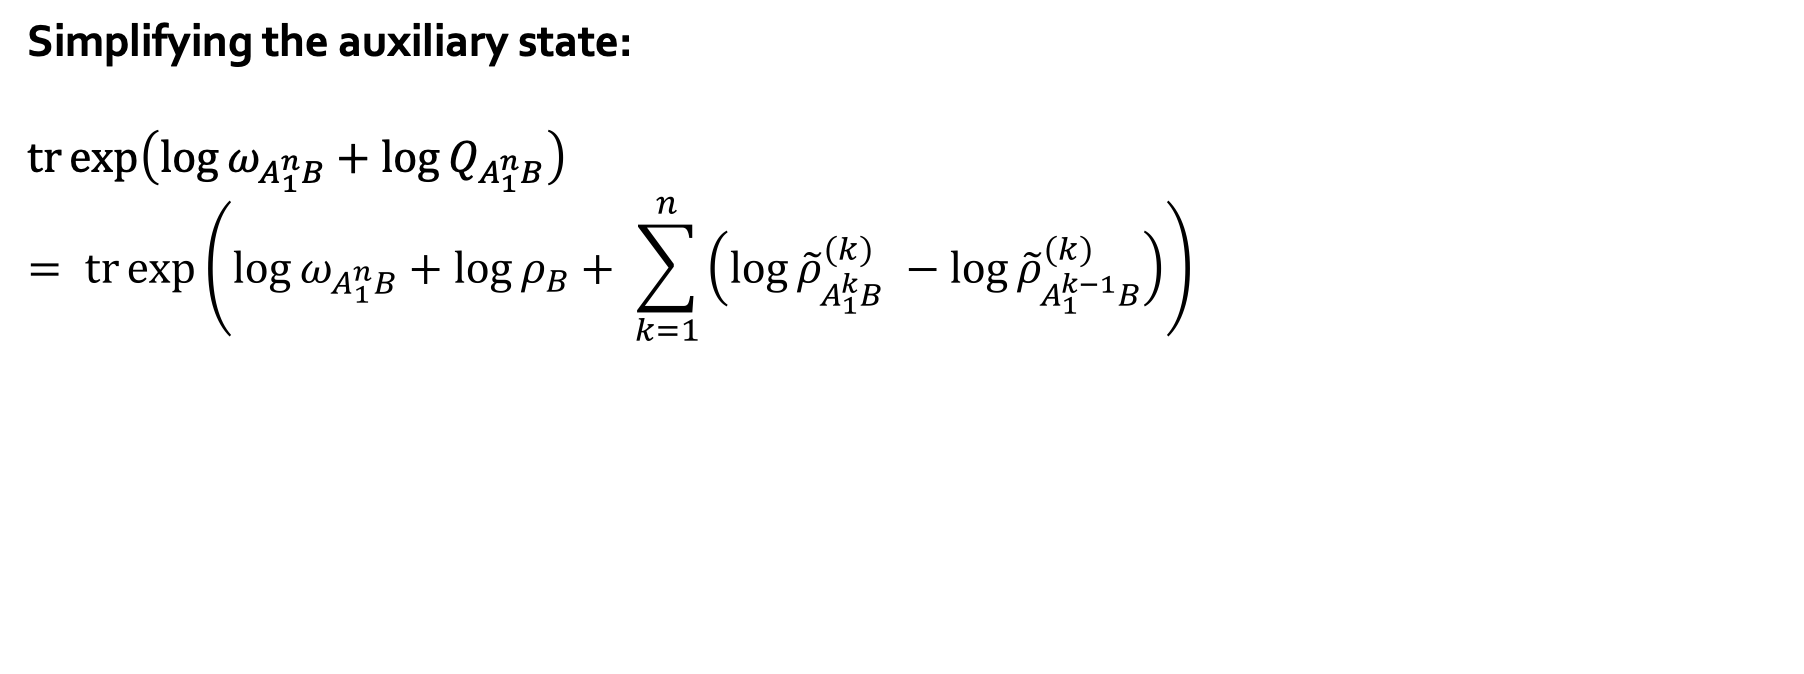 Simplifying the auxiliary state:
tr exp(log ω_{A_1^n B} + log Q_{A_1^n B})
= tr exp(log ω_{A_1^n B} + log ρ_B + ∑_{k=1}^{n} (log ρ̃^{(k)}_{A_1^k B} − log ρ̃^{(k)}_{A_1^{k−1} B}))